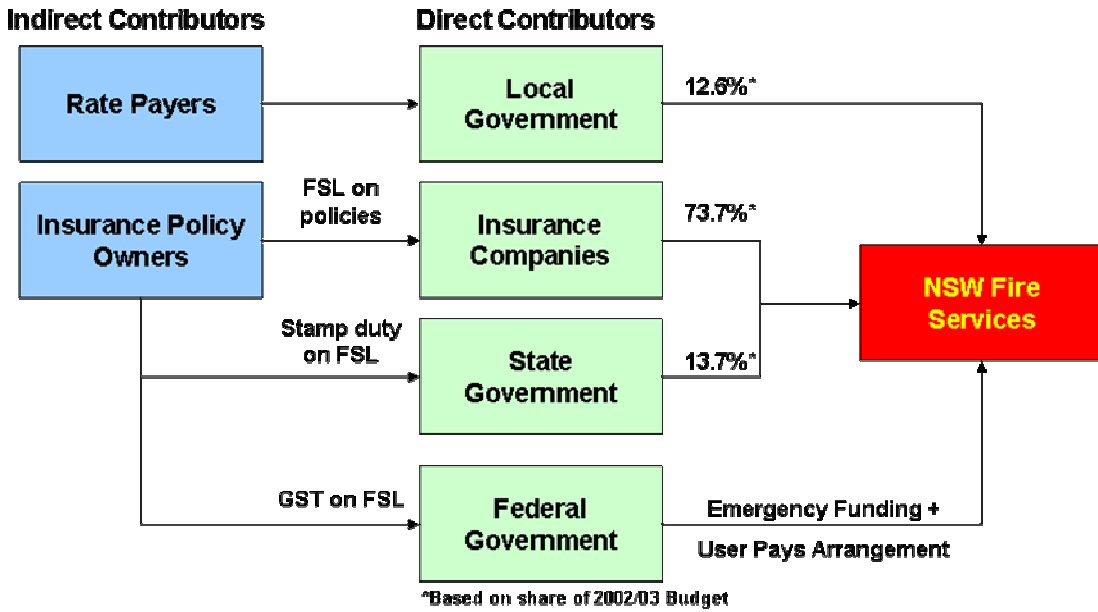 Indirect Contributors
Direct Contributors
Rate Payers
Local
Government
12.6%*
Insurance Policy
Owners
FSL on
policies
Insurance
Companies
73.7%*
NSW Fire
Services
Stamp duty
on FSL
State
Government
13.7%*
GST on FSL
Federal
Government
Emergency Funding +
User Pays Arrangement
*Based on share of 2002/03 Budget